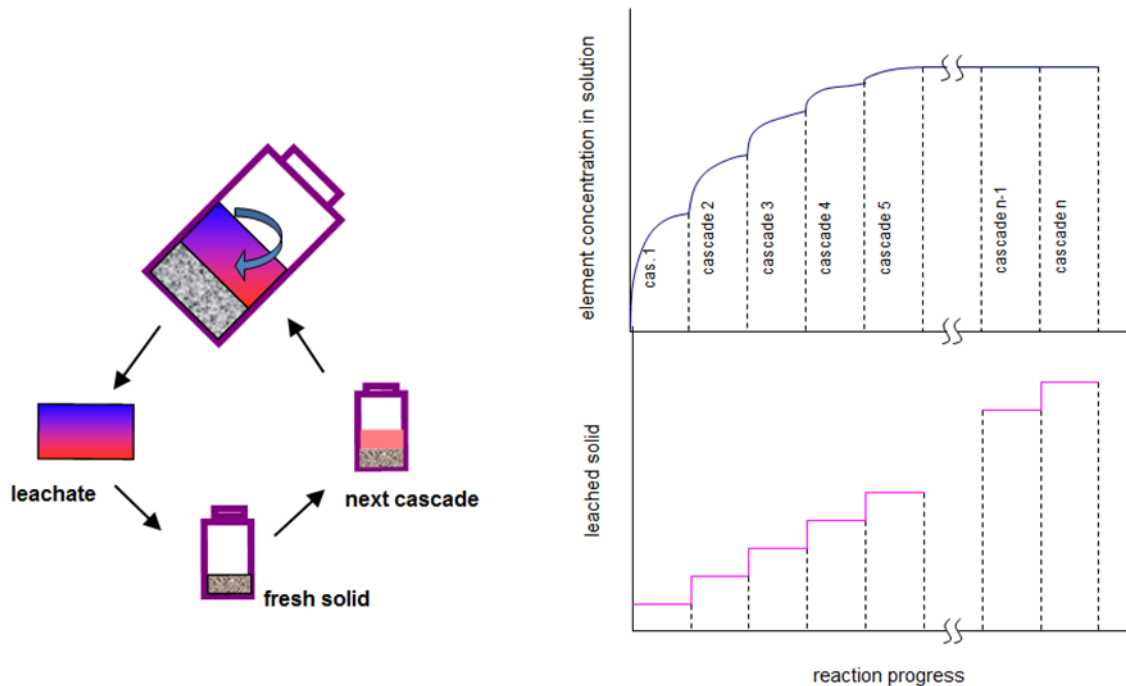 leachate
fresh solid
next cascade
element concentration in solution
cas. 1
cascade 2
cascade 3
cascade 4
cascade 5
cascade n-1
cascade n
leached solid
reaction progress